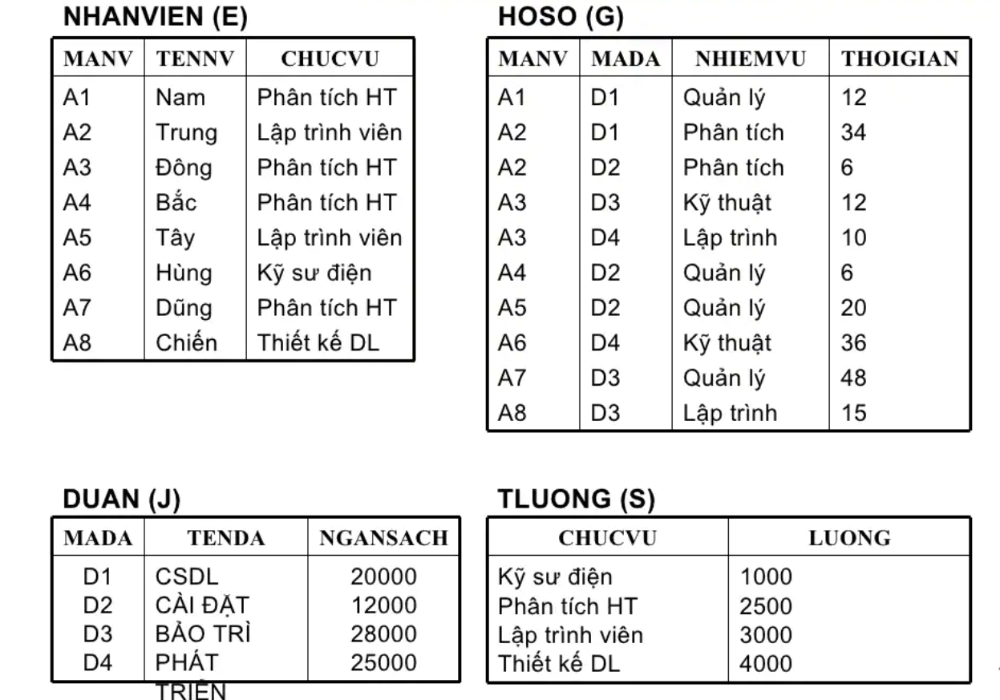 NHANVIEN (E)
MANV TENNV CHUCVU
A1 Nam Phân tích HT
A2 Trung Lập trình viên
A3 Đông Phân tích HT
A4 Bắc Phân tích HT
A5 Tây Lập trình viên
A6 Hùng Kỹ sư điện
A7 Dũng Phân tích HT
A8 Chiến Thiết kế DL
HOSO (G)
MANV MADA NHIEMVU THOIGIAN
A1 D1 Quản lý 12
A2 D1 Phân tích 34
A2 D2 Phân tích 6
A3 D3 Kỹ thuật 12
A3 D4 Lập trình 10
A4 D2 Quản lý 6
A5 D2 Quản lý 20
A6 D4 Kỹ thuật 36
A7 D3 Quản lý 48
A8 D3 Lập trình 15
DUAN (J)
MADA TENDA NGANSACH
D1 CSDL 20000
D2 CÀI ĐẶT 12000
D3 BẢO TRÌ 28000
D4 PHÁT 25000
TRIỂN
TLUONG (S)
CHUCVU LUONG
Kỹ sư điện 1000
Phân tích HT 2500
Lập trình viên 3000
Thiết kế DL 4000